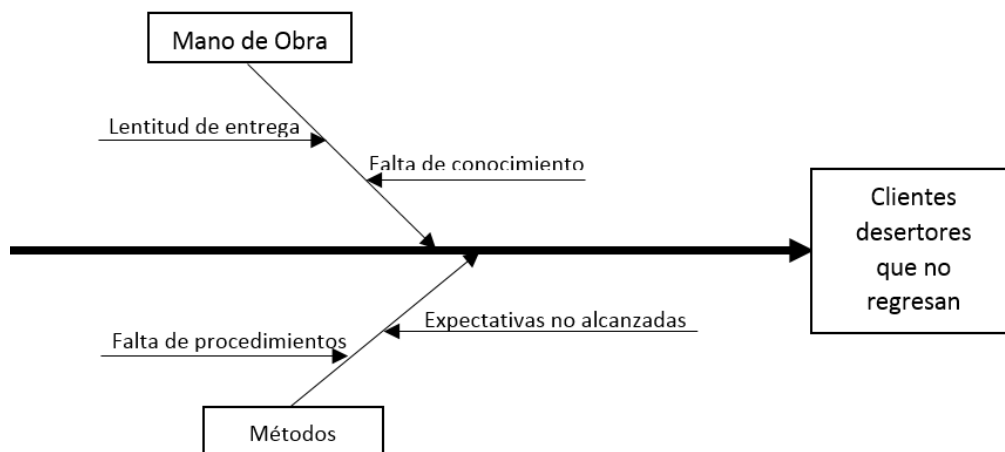 Mano de Obra
Lentitud de entrega
Falta de conocimiento
Clientes
desertores
que no
regresan
Expectativas no alcanzadas
Falta de procedimientos
Métodos